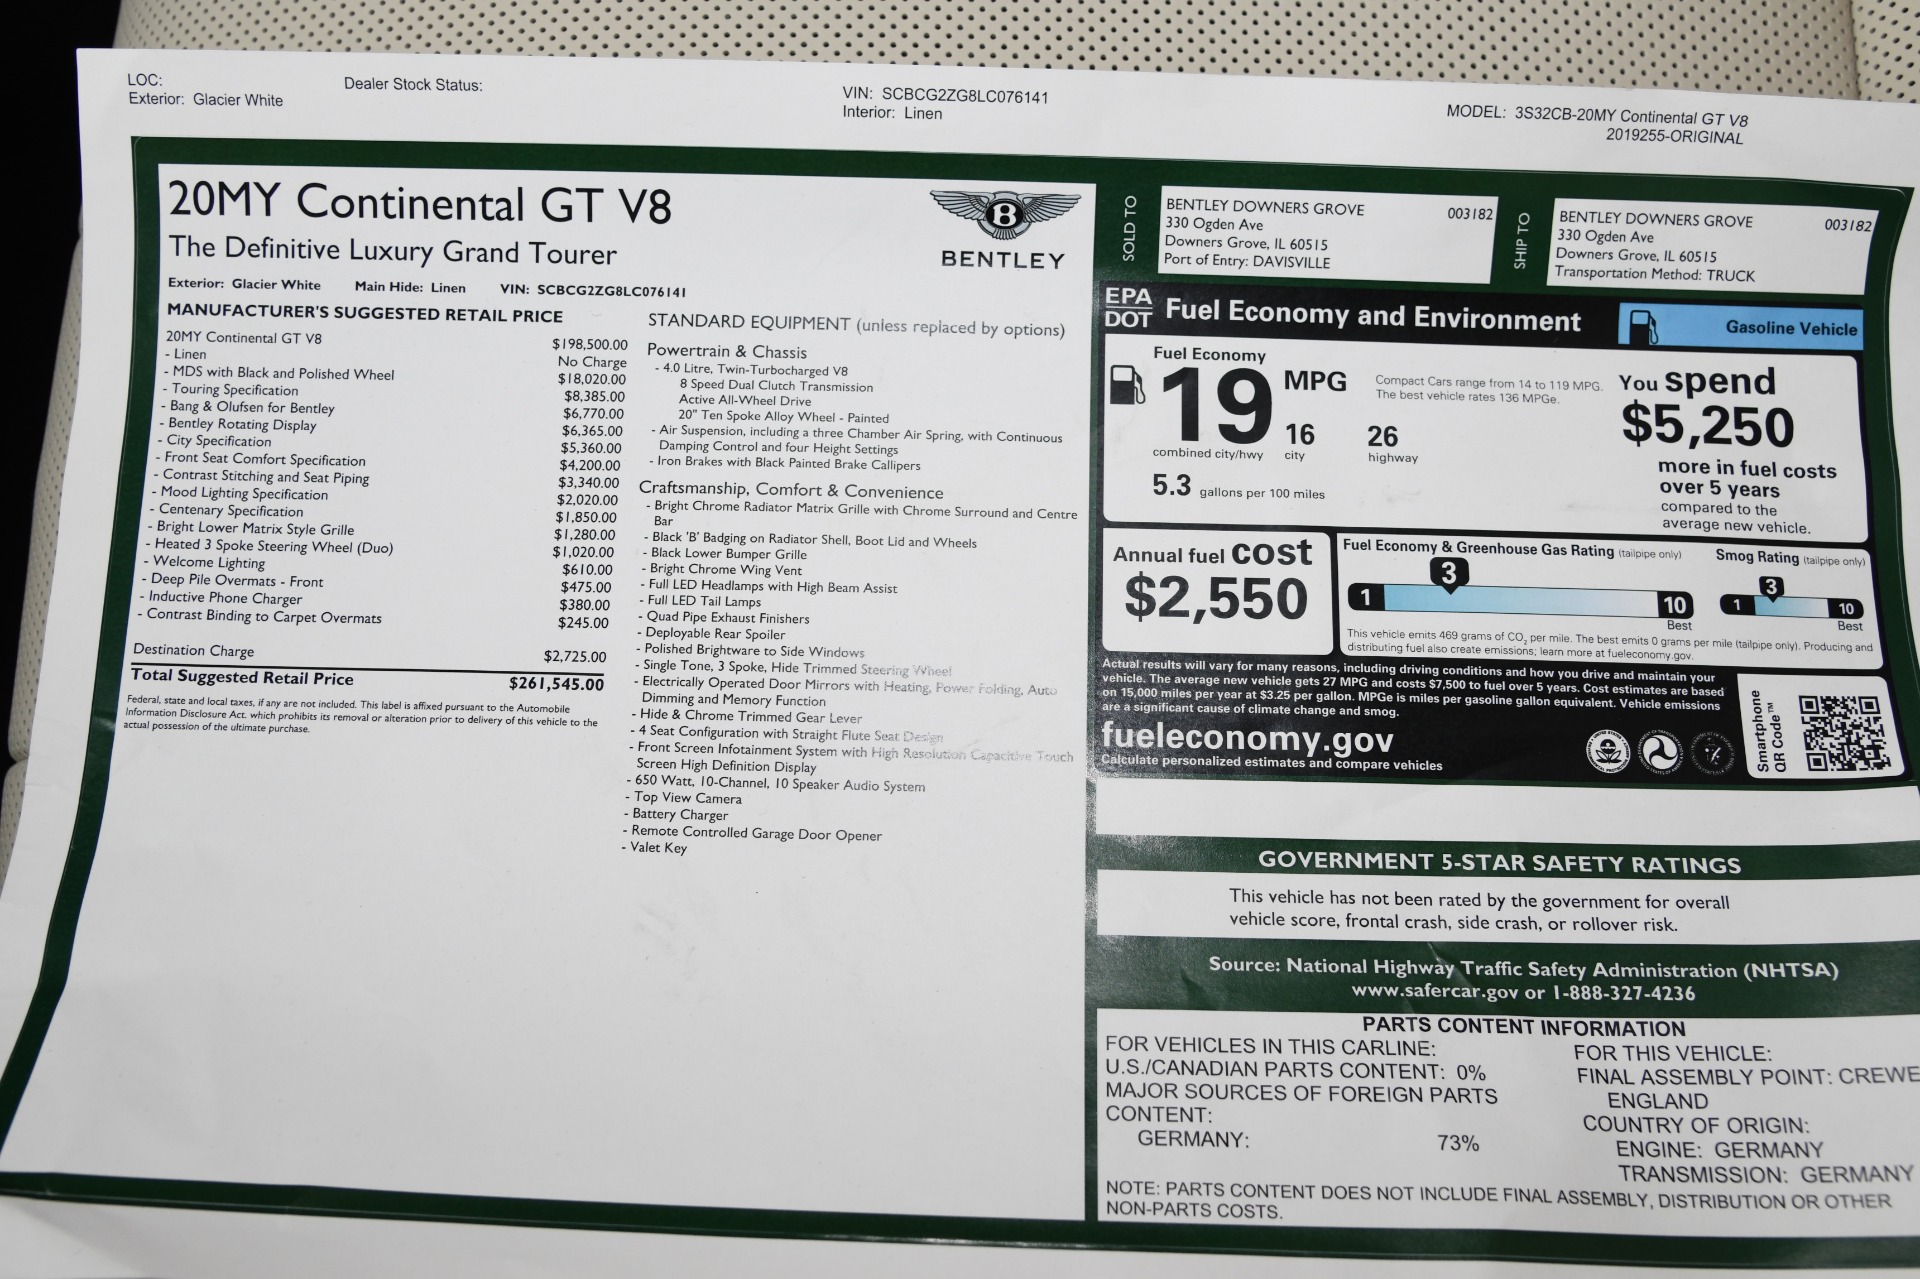 LOC:
Exterior: Glacier White
Dealer Stock Status:
VIN: SCBCG2ZG8LC076141
Interior: Linen
MODEL: 3S32CB-20MY Continental GT V8
2019255-ORIGINAL
20MY Continental GT V8
The Definitive Luxury Grand Tourer
B
BENTLEY
Exterior: Glacier White Main Hide: Linen VIN: SCBCG2ZG8LC076141
MANUFACTURER'S SUGGESTED RETAIL PRICE
20MY Continental GT V8 $198,500.00
- Linen No Charge
- MDS with Black and Polished Wheel $18,020.00
- Touring Specification $8,385.00
- Bang & Olufsen for Bentley $6,770.00
- Bentley Rotating Display $6,365.00
- City Specification $5,360.00
- Front Seat Comfort Specification $4,200.00
- Contrast Stitching and Seat Piping $3,340.00
- Mood Lighting Specification $2,020.00
- Centenary Specification $1,850.00
- Bright Lower Matrix Style Grille $1,280.00
- Heated 3 Spoke Steering Wheel (Duo) $1,020.00
- Welcome Lighting $610.00
- Deep Pile Overmats - Front $475.00
- Inductive Phone Charger $380.00
- Contrast Binding to Carpet Overmats $245.00
Destination Charge $2,725.00
Total Suggested Retail Price $261,545.00
Federal, state and local taxes, if any are not included. This label is affixed pursuant to the Automobile
Information Disclosure Act. which prohibits its removal or alteration prior to delivery of this vehicle to the
actual possession of the ultimate purchase.
STANDARD EQUIPMENT (unless replaced by options)
Powertrain & Chassis
- 4.0 Litre, Twin-Turbocharged V8
8 Speed Dual Clutch Transmission
Active All-Wheel Drive
20" Ten Spoke Alloy Wheel - Painted
- Air Suspension, including a three Chamber Air Spring, with Continuous
Damping Control and four Height Settings
- Iron Brakes with Black Painted Brake Callipers
Craftsmanship, Comfort & Convenience
- Bright Chrome Radiator Matrix Grille with Chrome Surround and Centre
Bar
- Black 'B' Badging on Radiator Shell, Boot Lid and Wheels
- Black Lower Bumper Grille
- Bright Chrome Wing Vent
- Full LED Headlamps with High Beam Assist
- Full LED Tail Lamps
- Quad Pipe Exhaust Finishers
- Deployable Rear Spoiler
- Polished Brightware to Side Windows
- Single Tone, 3 Spoke, Hide Trimmed Steering Wheel
- Electrically Operated Door Mirrors with Heating, Power Folding, Auto
Dimming and Memory Function
- Hide & Chrome Trimmed Gear Lever
- 4 Seat Configuration with Straight Flute Seat Design
- Front Screen Infotainment System with High Resolution Capacitive Touch
Screen High Definition Display
- 650 Watt, 10-Channel, 10 Speaker Audio System
- Top View Camera
- Battery Charger
- Remote Controlled Garage Door Opener
- Valet Key
SOLD TO
BENTLEY DOWNERS GROVE 003182
330 Ogden Ave
Downers Grove, IL 60515
Port of Entry: DAVISVILLE
SHIP TO
BENTLEY DOWNERS GROVE 003182
330 Ogden Ave
Downers Grove, IL 60515
Transportation Method: TRUCK
EPA
DOT
Fuel Economy and Environment
Gasoline Vehicle
Fuel Economy
19 MPG
combined city/hwy
16
city
26
highway
5.3 gallons per 100 miles
Compact Cars range from 14 to 119 MPG.
The best vehicle rates 136 MPGe.
You spend
$5,250
more in fuel costs
over 5 years
compared to the
average new vehicle.
Annual fuel cost
$2,550
Fuel Economy & Greenhouse Gas Rating (tailpipe only)
3
1 10
Best
Smog Rating (tailpipe only)
3
1 10
Best
This vehicle emits 469 grams of CO2 per mile. The best emits 0 grams per mile (tailpipe only). Producing and
distributing fuel also create emissions; learn more at fueleconomy.gov.
Actual results will vary for many reasons, including driving conditions and how you drive and maintain your
vehicle. The average new vehicle gets 27 MPG and costs $7,500 to fuel over 5 years. Cost estimates are based
on 15,000 miles per year at $3.25 per gallon. MPGe is miles per gasoline gallon equivalent. Vehicle emissions
are a significant cause of climate change and smog.
fueleconomy.gov
Calculate personalized estimates and compare vehicles
Smartphone
QR Code™
GOVERNMENT 5-STAR SAFETY RATINGS
This vehicle has not been rated by the government for overall
vehicle score, frontal crash, side crash, or rollover risk.
Source: National Highway Traffic Safety Administration (NHTSA)
www.safercar.gov or 1-888-327-4236
PARTS CONTENT INFORMATION
FOR VEHICLES IN THIS CARLINE:
U.S./CANADIAN PARTS CONTENT: 0%
MAJOR SOURCES OF FOREIGN PARTS
CONTENT:
GERMANY: 73%
FOR THIS VEHICLE:
FINAL ASSEMBLY POINT: CREWE
ENGLAND
COUNTRY OF ORIGIN:
ENGINE: GERMANY
TRANSMISSION: GERMANY
NOTE: PARTS CONTENT DOES NOT INCLUDE FINAL ASSEMBLY, DISTRIBUTION OR OTHER
NON-PARTS COSTS.